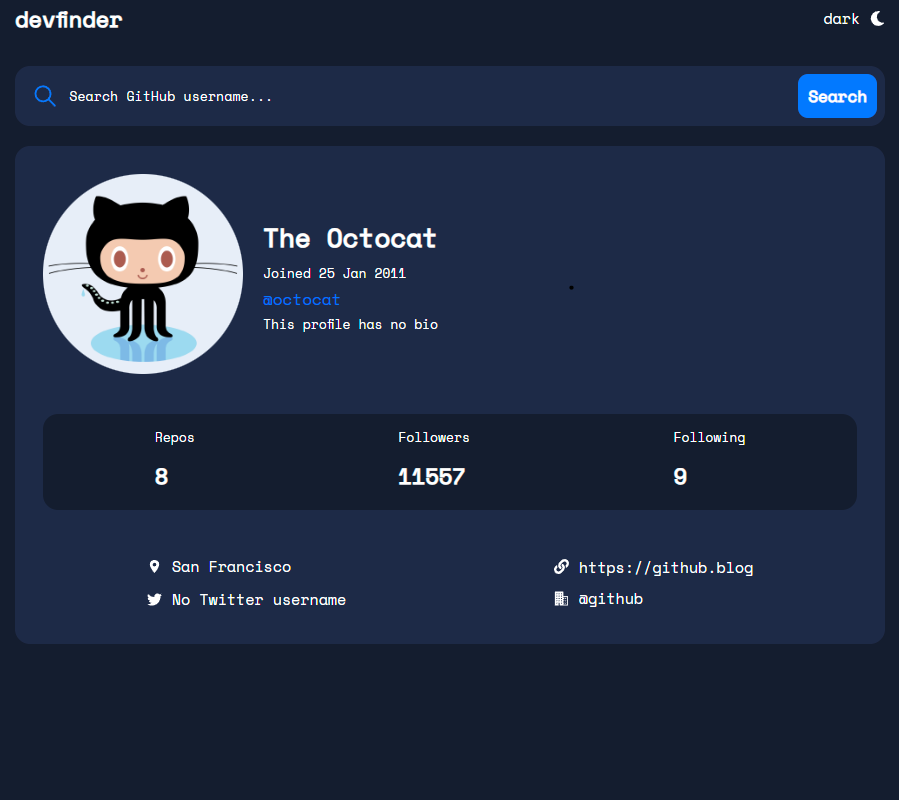 devfinder
dark
Search GitHub username...
Search
The Octocat
Joined 25 Jan 2011
@octocat
This profile has no bio
Repos
Followers
Following
8
11557
9
San Francisco
https://github.blog
No Twitter username
@github